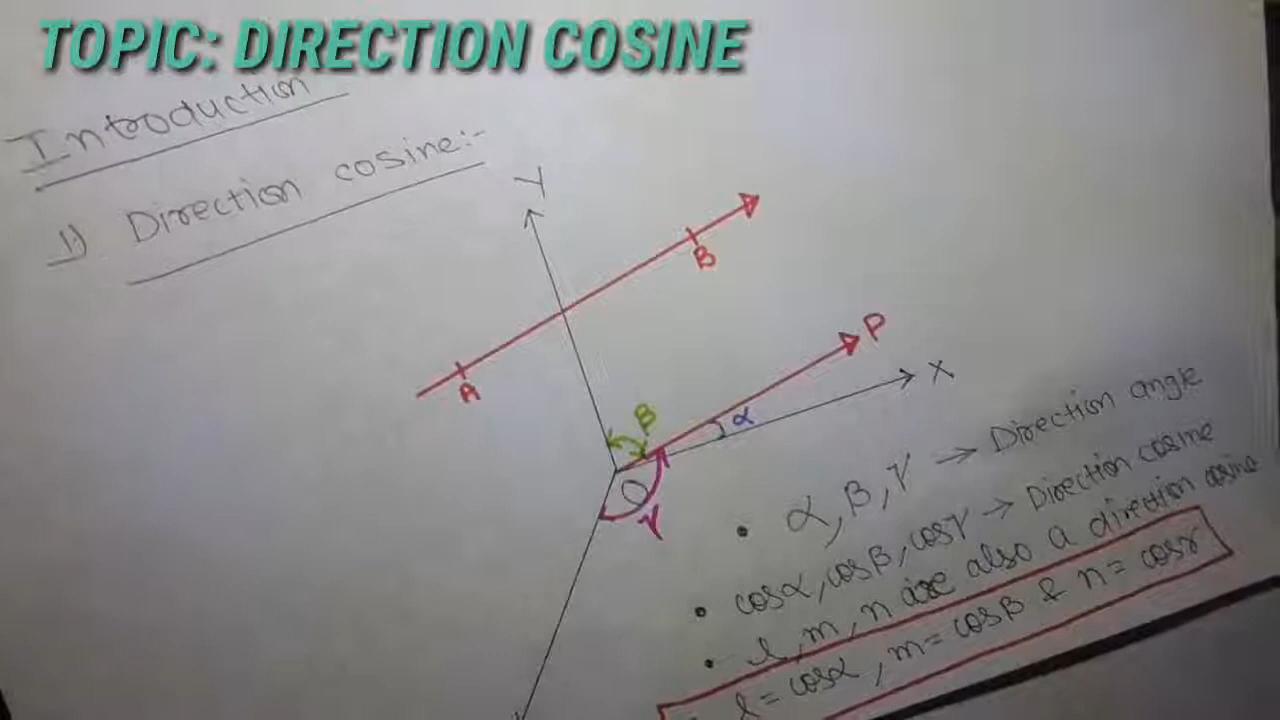 TOPIC: DIRECTION COSINE
Introduction
1) Direction cosine:-
Y
B
A
P
X
β
α
O
γ
• α, β, γ → Direction angle
• cosα, cosβ, cosγ → Direction cosine
• l, m, n are also a direction cosine
l = cosα, m = cosβ & n = cosγ